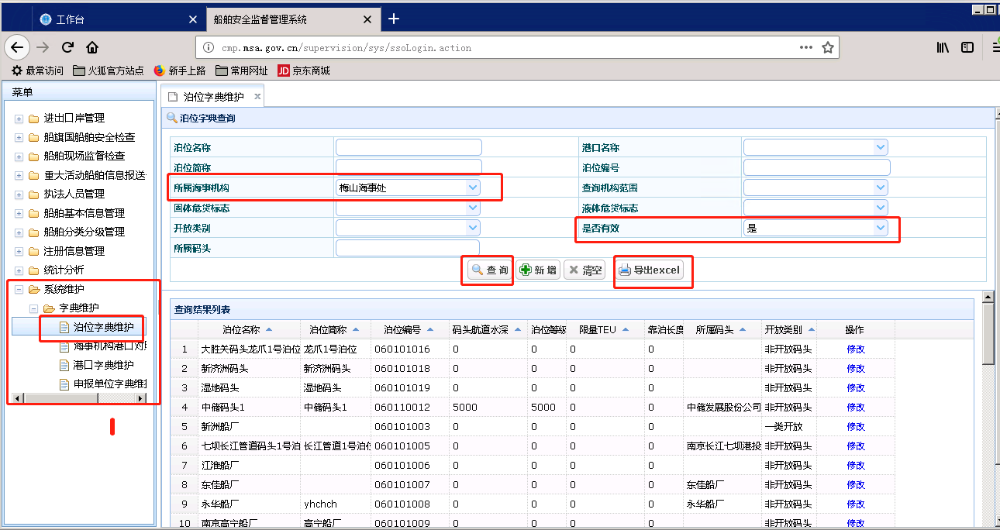 工作台
船舶安全监督管理系统
cmp.msa.gov.cn/supervision/sys/ssoLogin.action
最常访问 火狐官方站点 新手上路 常用网址 JD 京东商城
菜单
进出口岸管理
船旗国船舶安全检查
船舶现场监督检查
重大活动船舶信息报送
执法人员管理
船舶基本信息管理
船舶分类分级管理
注册信息管理
统计分析
系统维护
字典维护
泊位字典维护
海事机构港口对
港口字典维护
申报单位字典维
泊位字典维护
泊位字典查询
泊位名称 港口名称
泊位简称 泊位编号
所属海事机构 梅山海事处 查询机构范围
固体危货标志 液体危货标志
开放类别 是否有效 是
所属码头
查询 新增 清空 导出excel
查询结果列表
泊位名称 泊位简称 泊位编号 码头航道水深 泊位等级 限量TEU 靠泊长度 所属码头 开放类别 操作
1 大胜关码头龙爪1号泊位 龙爪1号泊位 060101016 0 0 0 0 非开放码头 修改
2 新济洲码头 新济洲码头 060101018 0 0 0 0 非开放码头 修改
3 湿地码头 湿地码头 060101019 0 0 0 0 非开放码头 修改
4 中储码头1 中储码头1 060110012 5000 5000 0 0 中储发展股份公司 非开放码头 修改
5 新洲船厂 060101003 0 0 0 0 一类开放 修改
6 七坝长江管道码头1号泊 长江管道1号泊位 060101005 0 0 0 0 南京长江七坝港投 非开放码头 修改
7 江淮船厂 060101006 0 0 0 0 非开放码头 修改
8 东佳船厂 060101007 0 0 0 0 东佳船厂 非开放码头 修改
9 永华船厂 yhchch 060101008 0 0 0 0 永华船厂 非开放码头 修改
10 南京高宁船厂 高宁船厂 060101009 0 0 0 0 非开放码头 修改